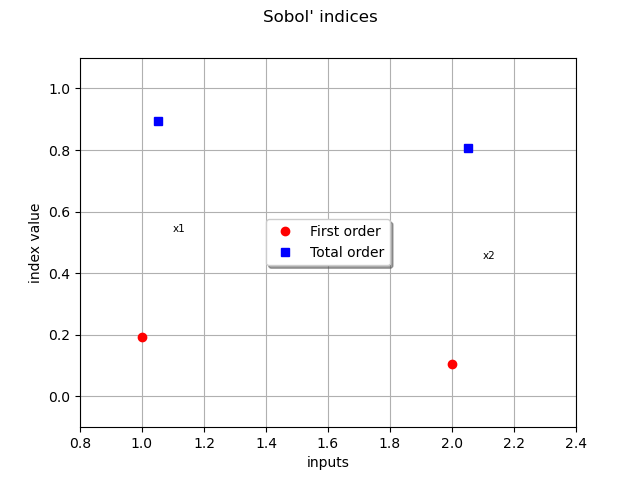 Sobol' indices
1.0
0.8
0.6
0.4
0.2
0.0
index value
x1
x2
First order
Total order
0.8 1.0 1.2 1.4 1.6 1.8 2.0 2.2 2.4
inputs